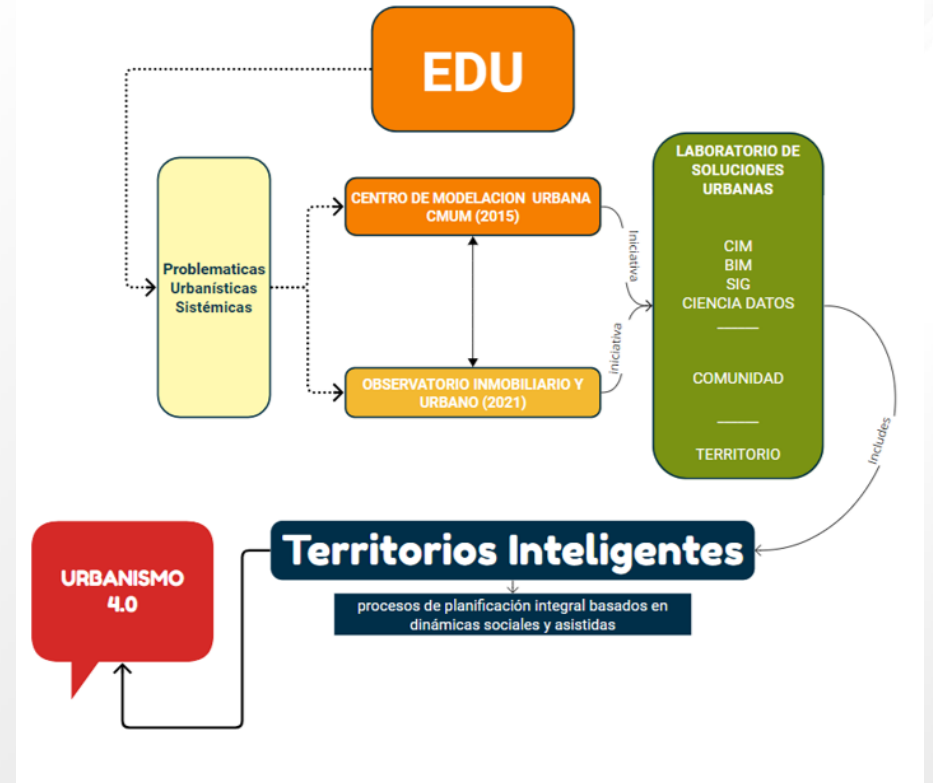 EDU
Problematicas
Urbanísticas
Sistémicas
CENTRO DE MODELACION URBANA
CMUM (2015)
OBSERVATORIO INMOBILIARIO Y
URBANO (2021)
Iniciativa
iniciativa
LABORATORIO DE
SOLUCIONES
URBANAS
CIM
BIM
SIG
CIENCIA DATOS
COMUNIDAD
TERRITORIO
Includes
Territorios Inteligentes
procesos de planificación integral basados en
dinámicas sociales y asistidas
URBANISMO
4.0